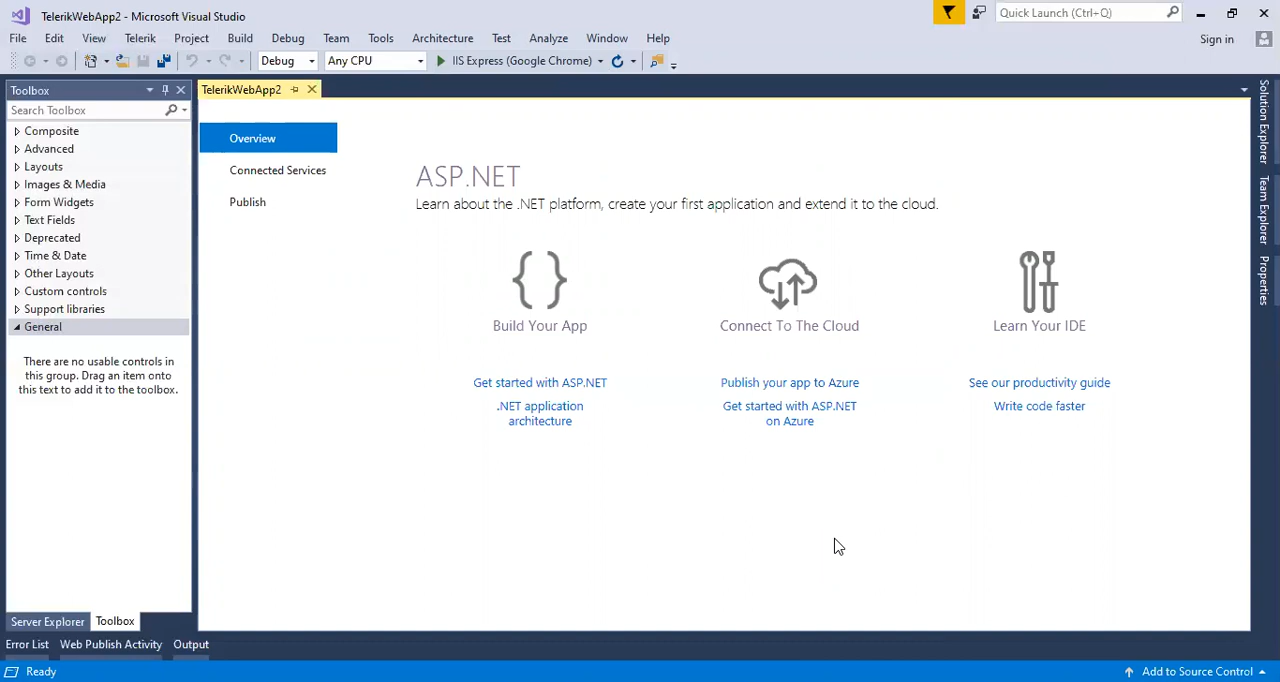 TelerikWebApp2 - Microsoft Visual Studio
Quick Launch (Ctrl+Q)
File Edit View Telerik Project Build Debug Team Tools Architecture Test Analyze Window Help
Sign in
Debug Any CPU IIS Express (Google Chrome)
Toolbox
Search Toolbox
Composite
Advanced
Layouts
Images & Media
Form Widgets
Text Fields
Deprecated
Time & Date
Other Layouts
Custom controls
Support libraries
General
There are no usable controls in
this group. Drag an item onto
this text to add it to the toolbox.
Server Explorer Toolbox
TelerikWebApp2
Overview
Connected Services
Publish
ASP.NET
Learn about the .NET platform, create your first application and extend it to the cloud.
Build Your App
Get started with ASP.NET
.NET application
architecture
Connect To The Cloud
Publish your app to Azure
Get started with ASP.NET
on Azure
Learn Your IDE
See our productivity guide
Write code faster
Solution Explorer
Team Explorer
Properties
Error List Web Publish Activity Output
Ready
Add to Source Control